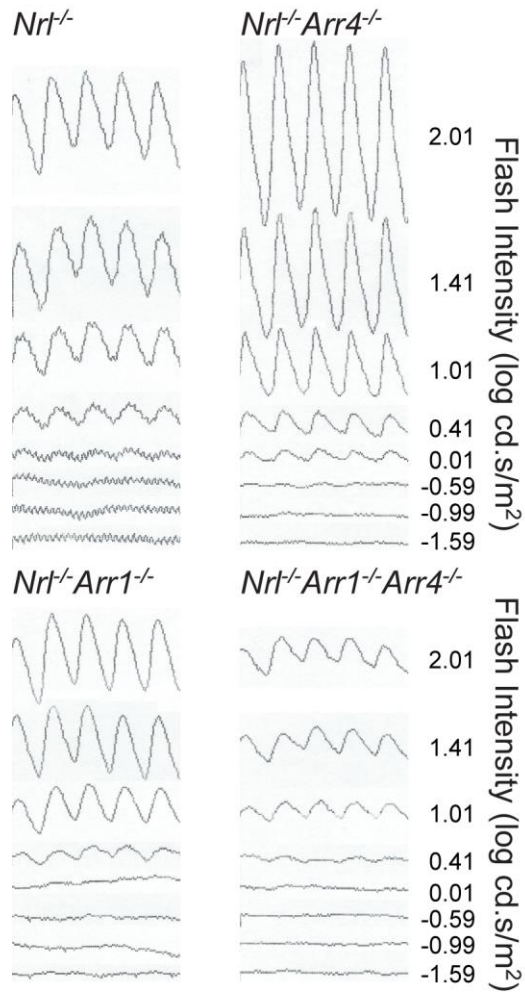 Nrl-/-
Nrl-/-Arr4-/-
2.01
1.41
1.01
0.41
0.01
-0.59
-0.99
-1.59
Flash Intensity (log cd.s/m2)
Nrl-/-Arr1-/-
Nrl-/-Arr1-/-Arr4-/-
2.01
1.41
1.01
0.41
0.01
-0.59
-0.99
-1.59
Flash Intensity (log cd.s/m2)